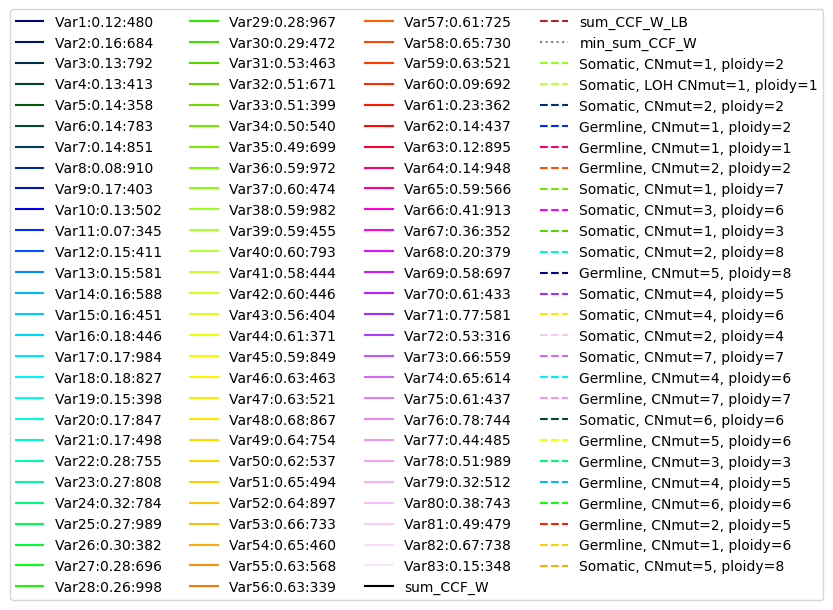 Var1:0.12:480
Var2:0.16:684
Var3:0.13:792
Var4:0.13:413
Var5:0.14:358
Var6:0.14:783
Var7:0.14:851
Var8:0.08:910
Var9:0.17:403
Var10:0.13:502
Var11:0.07:345
Var12:0.15:411
Var13:0.15:581
Var14:0.16:588
Var15:0.16:451
Var16:0.18:446
Var17:0.17:984
Var18:0.18:827
Var19:0.15:398
Var20:0.17:847
Var21:0.17:498
Var22:0.28:755
Var23:0.27:808
Var24:0.32:784
Var25:0.27:989
Var26:0.30:382
Var27:0.28:696
Var28:0.26:998
Var29:0.28:967
Var30:0.29:472
Var31:0.53:463
Var32:0.51:671
Var33:0.51:399
Var34:0.50:540
Var35:0.49:699
Var36:0.59:972
Var37:0.60:474
Var38:0.59:982
Var39:0.59:455
Var40:0.60:793
Var41:0.58:444
Var42:0.60:446
Var43:0.56:404
Var44:0.61:371
Var45:0.59:849
Var46:0.63:463
Var47:0.63:521
Var48:0.68:867
Var49:0.64:754
Var50:0.62:537
Var51:0.65:494
Var52:0.64:897
Var53:0.66:733
Var54:0.65:460
Var55:0.63:568
Var56:0.63:339
Var57:0.61:725
Var58:0.65:730
Var59:0.63:521
Var60:0.09:692
Var61:0.23:362
Var62:0.14:437
Var63:0.12:895
Var64:0.14:948
Var65:0.59:566
Var66:0.41:913
Var67:0.36:352
Var68:0.20:379
Var69:0.58:697
Var70:0.61:433
Var71:0.77:581
Var72:0.53:316
Var73:0.66:559
Var74:0.65:614
Var75:0.61:437
Var76:0.78:744
Var77:0.44:485
Var78:0.51:989
Var79:0.32:512
Var80:0.38:743
Var81:0.49:479
Var82:0.67:738
Var83:0.15:348
sum_CCF_W
sum_CCF_W_LB
min_sum_CCF_W
Somatic, CNmut=1, ploidy=2
Somatic, LOH CNmut=1, ploidy=1
Somatic, CNmut=2, ploidy=2
Germline, CNmut=1, ploidy=2
Germline, CNmut=1, ploidy=1
Germline, CNmut=2, ploidy=2
Somatic, CNmut=1, ploidy=7
Somatic, CNmut=3, ploidy=6
Somatic, CNmut=1, ploidy=3
Somatic, CNmut=2, ploidy=8
Germline, CNmut=5, ploidy=8
Somatic, CNmut=4, ploidy=5
Somatic, CNmut=4, ploidy=6
Somatic, CNmut=2, ploidy=4
Somatic, CNmut=7, ploidy=7
Germline, CNmut=4, ploidy=6
Germline, CNmut=7, ploidy=7
Somatic, CNmut=6, ploidy=6
Germline, CNmut=5, ploidy=6
Germline, CNmut=3, ploidy=3
Germline, CNmut=4, ploidy=5
Germline, CNmut=6, ploidy=6
Germline, CNmut=2, ploidy=5
Germline, CNmut=1, ploidy=6
Somatic, CNmut=5, ploidy=8